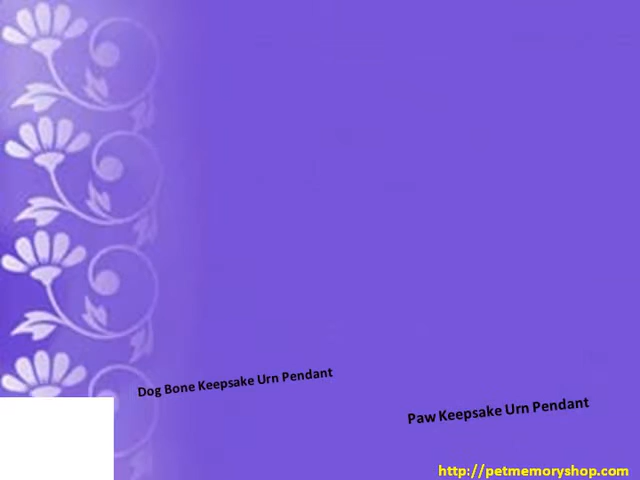 Dog Bone Keepsake Urn Pendant
Paw Keepsake Urn Pendant
http://petmemoryshop.com